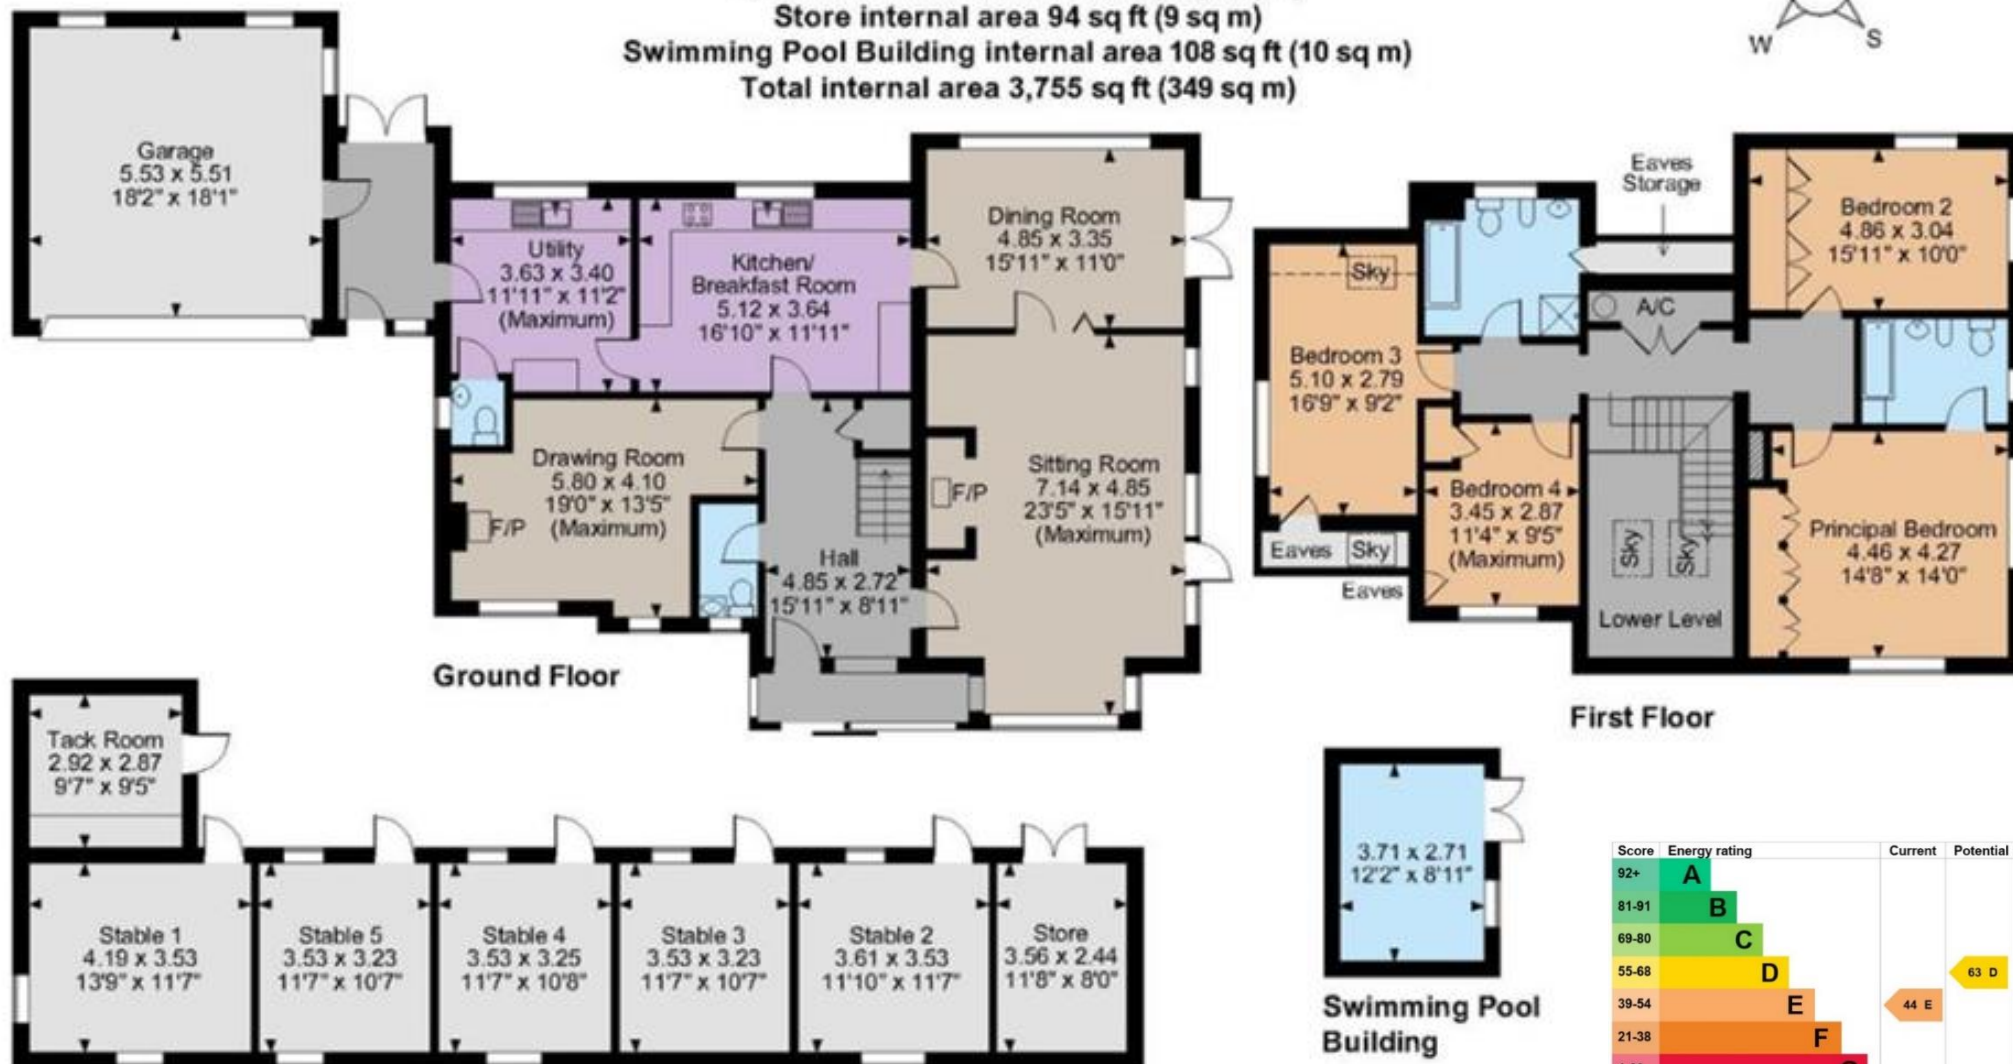 Store internal area 94 sq ft (9 sq m)
Swimming Pool Building internal area 108 sq ft (10 sq m)
Total internal area 3,755 sq ft (349 sq m)
W
S
Garage
5.53 x 5.51
18'2" x 18'1"
Utility
3.63 x 3.40
11'11" x 11'2"
(Maximum)
Kitchen/
Breakfast Room
5.12 x 3.64
16'10" x 11'11"
Dining Room
4.85 x 3.35
15'11" x 11'0"
Drawing Room
5.80 x 4.10
19'0" x 13'5"
(Maximum)
F/P
Hall
4.85 x 2.72
15'11" x 8'11"
F/P
Sitting Room
7.14 x 4.85
23'5" x 15'11"
(Maximum)
Ground Floor
Eaves
Storage
Bedroom 2
4.86 x 3.04
15'11" x 10'0"
Sky
A/C
Bedroom 3
5.10 x 2.79
16'9" x 9'2"
Bedroom 4
3.45 x 2.87
11'4" x 9'5"
(Maximum)
Eaves
Sky
Eaves
Sky
Sky
Lower Level
Principal Bedroom
4.46 x 4.27
14'8" x 14'0"
First Floor
Tack Room
2.92 x 2.87
9'7" x 9'5"
Stable 1
4.19 x 3.53
13'9" x 11'7"
Stable 5
3.53 x 3.23
11'7" x 10'7"
Stable 4
3.53 x 3.25
11'7" x 10'8"
Stable 3
3.53 x 3.23
11'7" x 10'7"
Stable 2
3.61 x 3.53
11'10" x 11'7"
Store
3.56 x 2.44
11'8" x 8'0"
3.71 x 2.71
12'2" x 8'11"
Swimming Pool
Building
Score Energy rating Current Potential
92+ A
81-91 B
69-80 C
55-68 D 63 D
39-54 E 44 E
21-38 F